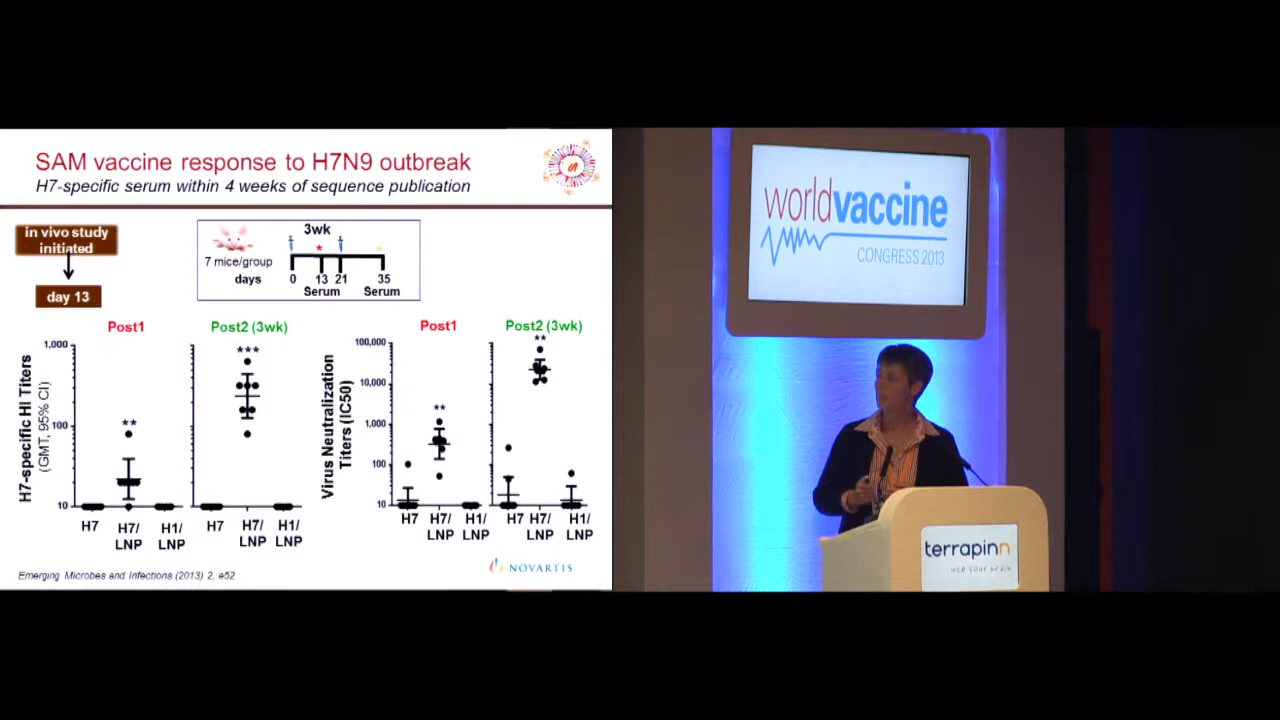 SAM vaccine response to H7N9 outbreak
H7-specific serum within 4 weeks of sequence publication
in vivo study
initiated
day 13
3wk
7 mice/group
days
0 13 21 35
Serum Serum
Post1
Post2 (3wk)
H7-specific HI Titers
(GMT, 95% CI)
1,000
100
10
**
***
H7
H7/
LNP
H1/
LNP
H7
H7/
LNP
H1/
LNP
Post1
Post2 (3wk)
Virus Neutralization
Titers (IC50)
100,000
10,000
1,000
100
10
**
**
H7
H7/
LNP
H1/
LNP
H7
H7/
LNP
H1/
LNP
Emerging Microbes and Infections (2013) 2, e52
NOVARTIS
worldvaccine
CONGRESS 2013
terrapinn
use your brain